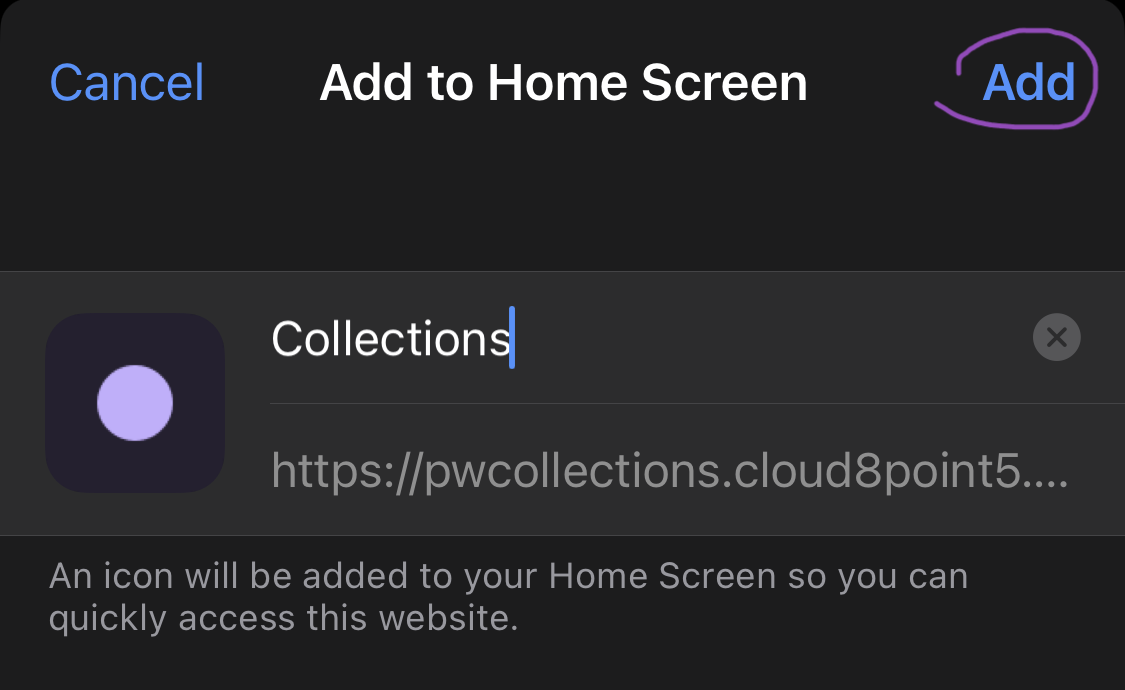 Cancel Add to Home Screen Add
Collections
https://pwcollections.cloud8point5....
An icon will be added to your Home Screen so you can
quickly access this website.